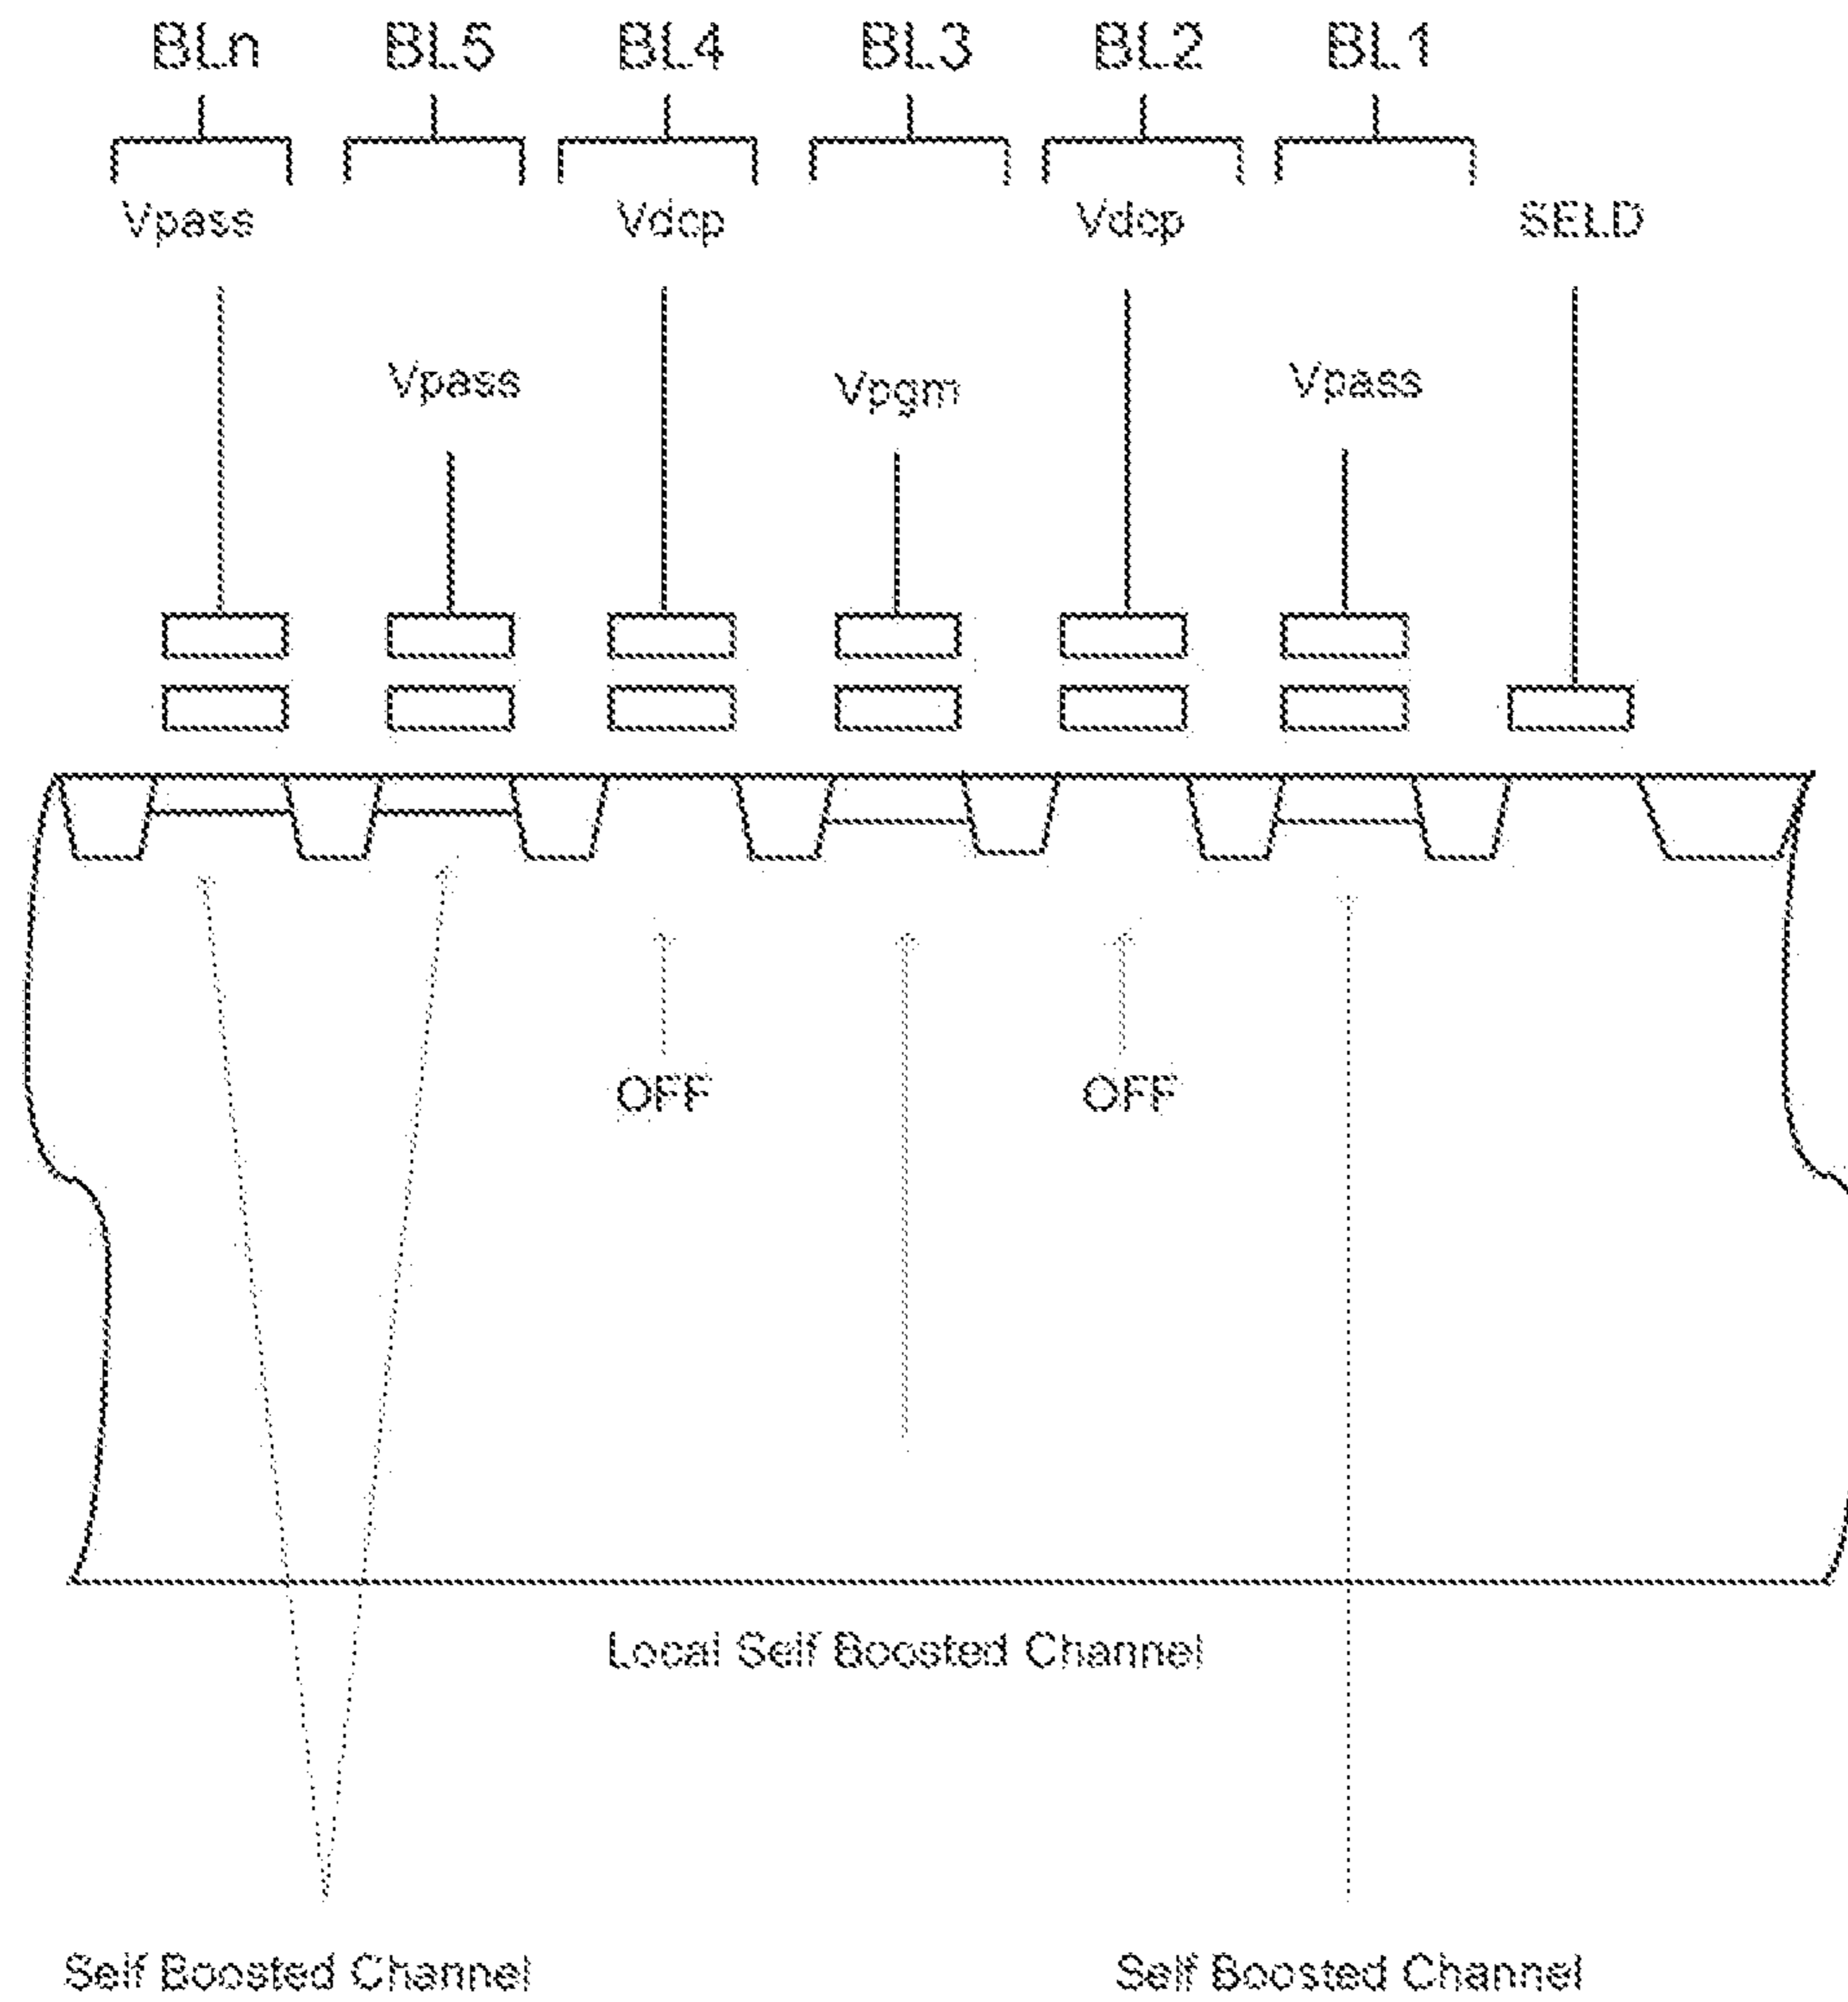 BLn BL5 BL4 BL3 BL2 BL1
Vpass Vdcp Vdcp SELD
Vpass Vpgm Vpass
OFF OFF
Local Self Boosted Channel
Self Boosted Channel Self Boosted Channel